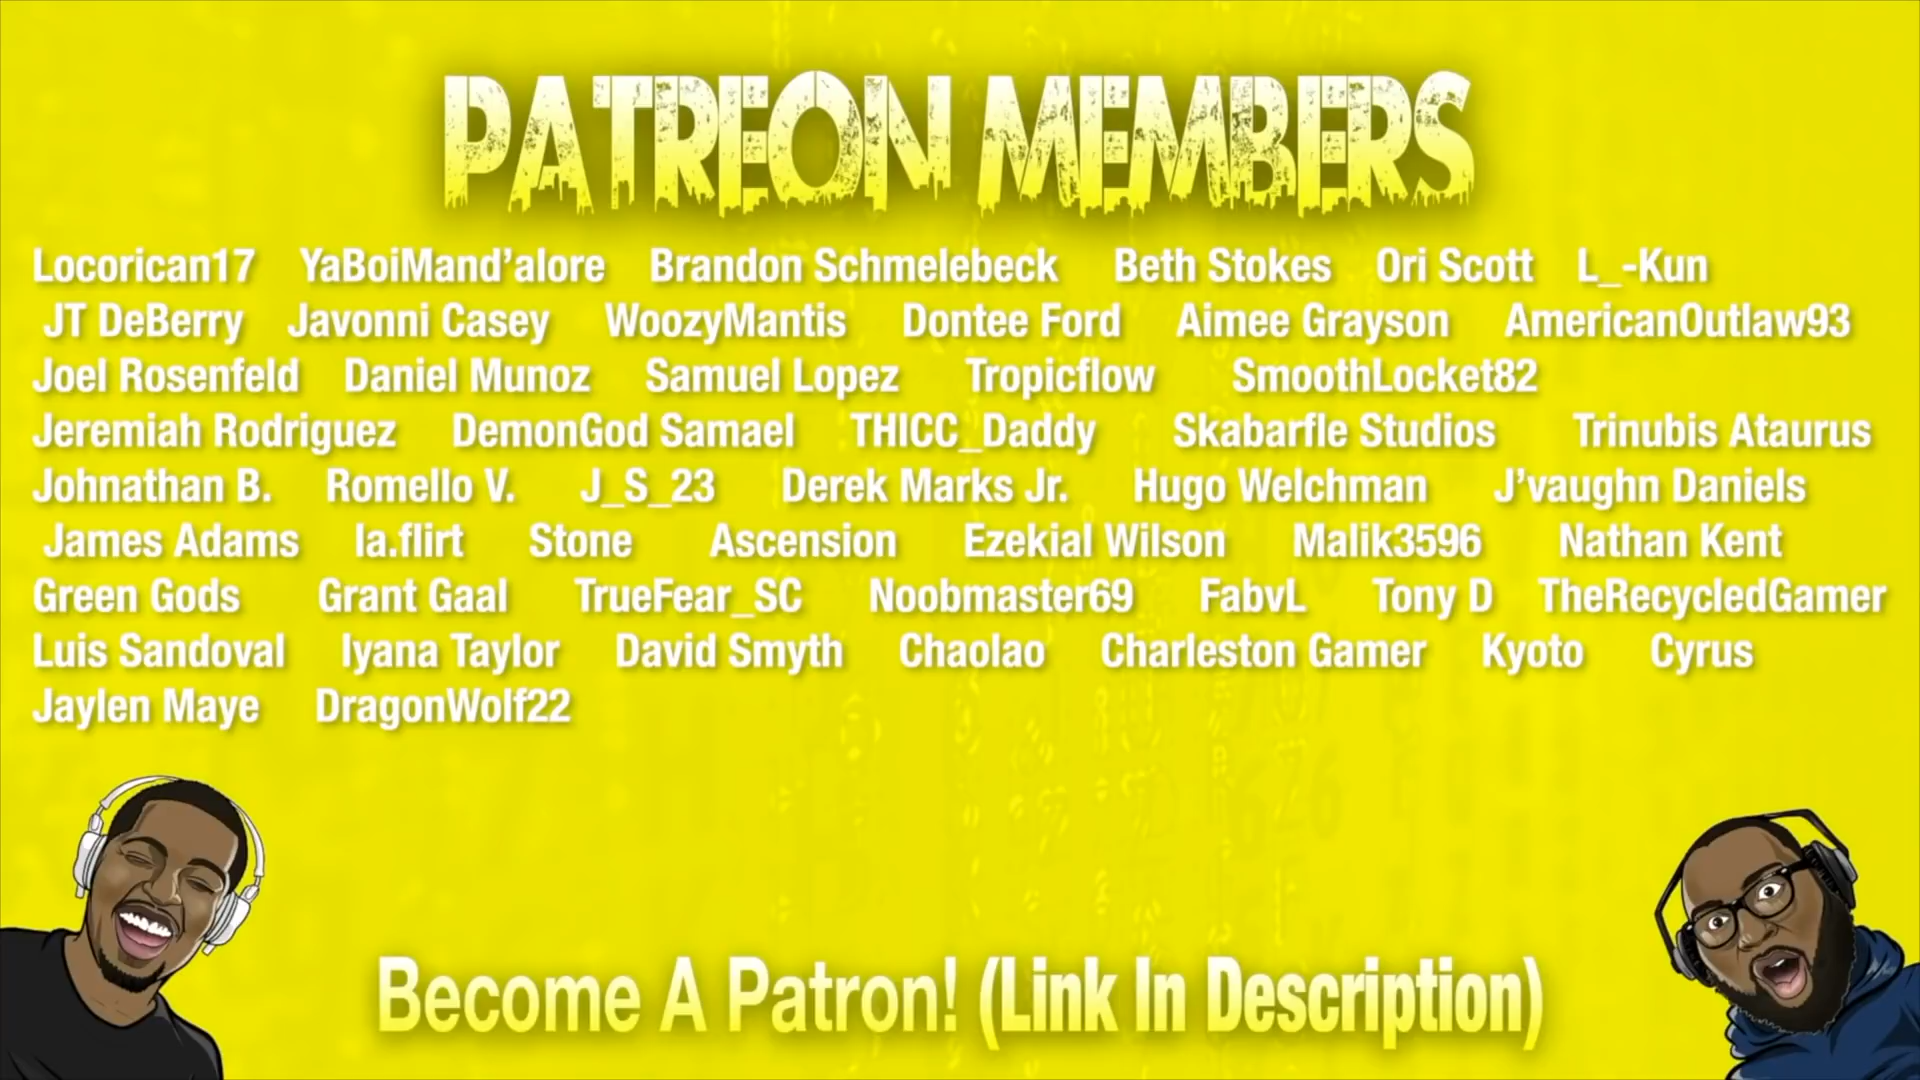 PATREON MEMBERS
Locorican17 YaBoiMand’alore Brandon Schmelebeck Beth Stokes Ori Scott L_-Kun
JT DeBerry Javonni Casey WoozyMantis Dontee Ford Aimee Grayson AmericanOutlaw93
Joel Rosenfeld Daniel Munoz Samuel Lopez Tropicflow SmoothLocket82
Jeremiah Rodriguez DemonGod Samael THICC_Daddy Skabarfle Studios Trinubis Ataurus
Johnathan B. Romello V. J_S_23 Derek Marks Jr. Hugo Welchman J’vaughn Daniels
James Adams la.flirt Stone Ascension Ezekial Wilson Malik3596 Nathan Kent
Green Gods Grant Gaal TrueFear_SC Noobmaster69 FabvL Tony D TheRecycledGamer
Luis Sandoval Iyana Taylor David Smyth Chaolao Charleston Gamer Kyoto Cyrus
Jaylen Maye DragonWolf22
Become A Patron! (Link In Description)